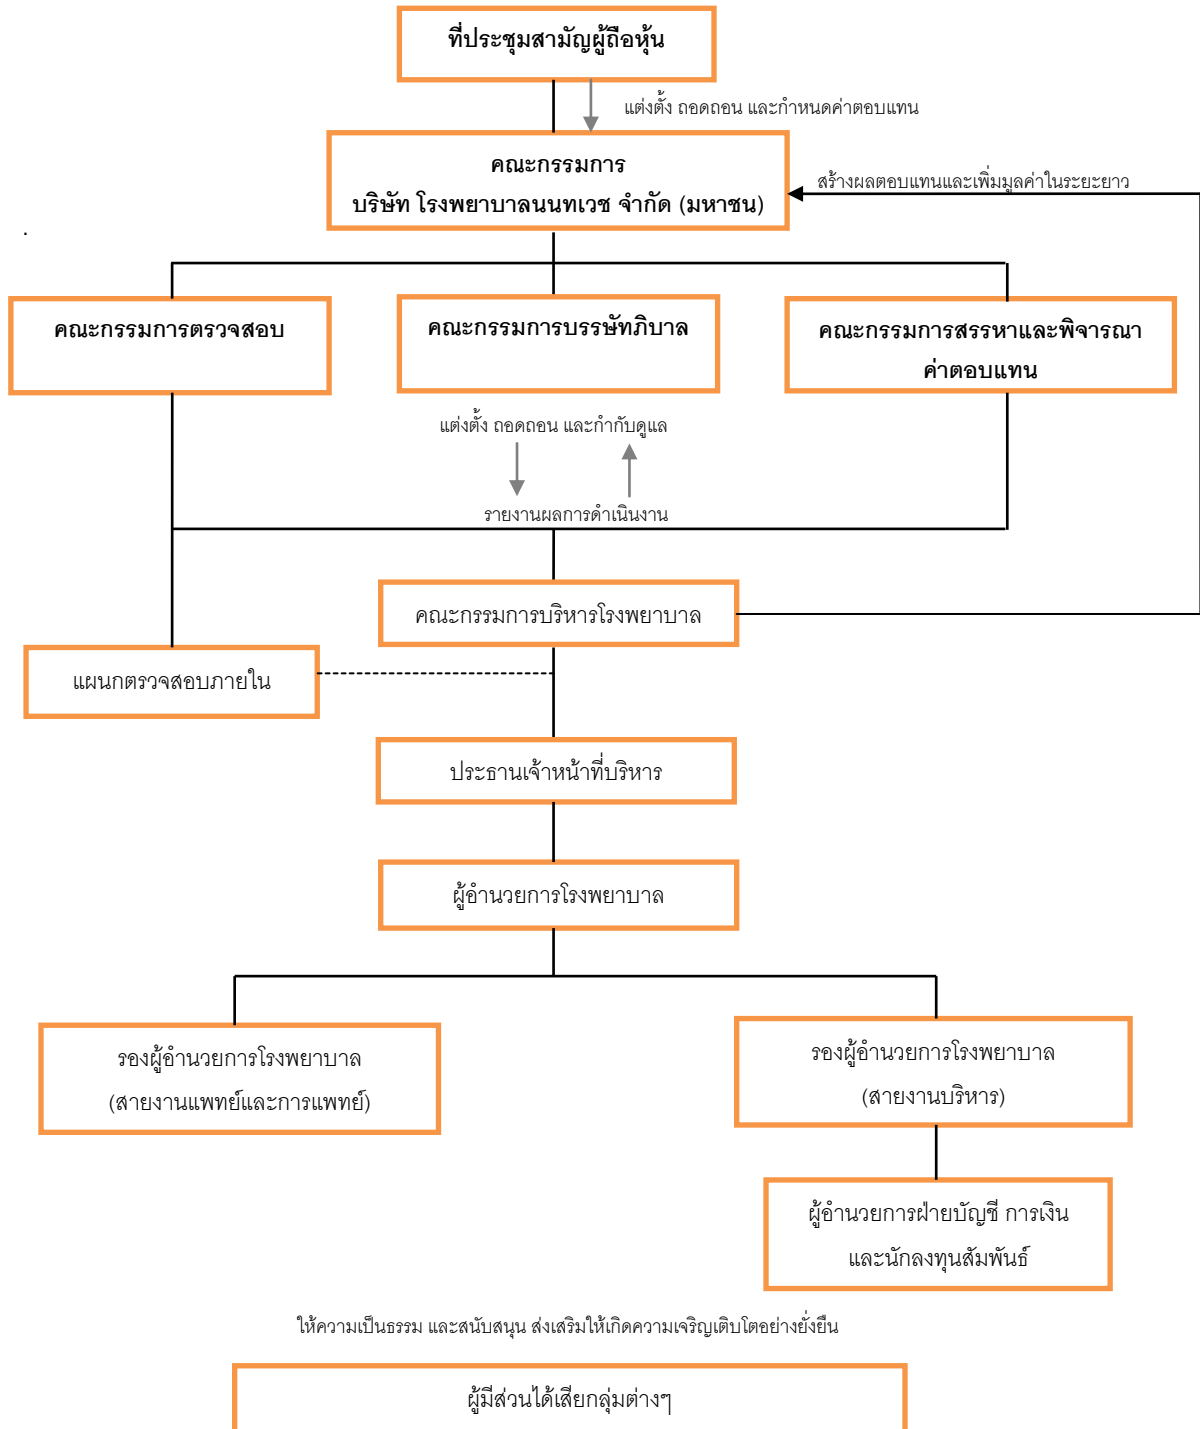 ที่ประชุมสามัญผู้ถือหุ้น
แต่งตั้ง ถอดถอน และกำหนดค่าตอบแทน
คณะกรรมการ
บริษัท โรงพยาบาลนนทเวช จำกัด (มหาชน)
สร้างผลตอบแทนและเพิ่มมูลค่าในระยะยาว
.
คณะกรรมการตรวจสอบ
คณะกรรมการบรรษัทภิบาล
คณะกรรมการสรรหาและพิจารณา
ค่าตอบแทน
แต่งตั้ง ถอดถอน และกำกับดูแล
รายงานผลการดำเนินงาน
คณะกรรมการบริหารโรงพยาบาล
แผนกตรวจสอบภายใน
ประธานเจ้าหน้าที่บริหาร
ผู้อำนวยการโรงพยาบาล
รองผู้อำนวยการโรงพยาบาล
(สายงานแพทย์และการแพทย์)
รองผู้อำนวยการโรงพยาบาล
(สายงานบริหาร)
ผู้อำนวยการฝ่ายบัญชี การเงิน
และนักลงทุนสัมพันธ์
ให้ความเป็นธรรม และสนับสนุน ส่งเสริมให้เกิดความเจริญเติบโตอย่างยั่งยืน
ผู้มีส่วนได้เสียกลุ่มต่างๆ